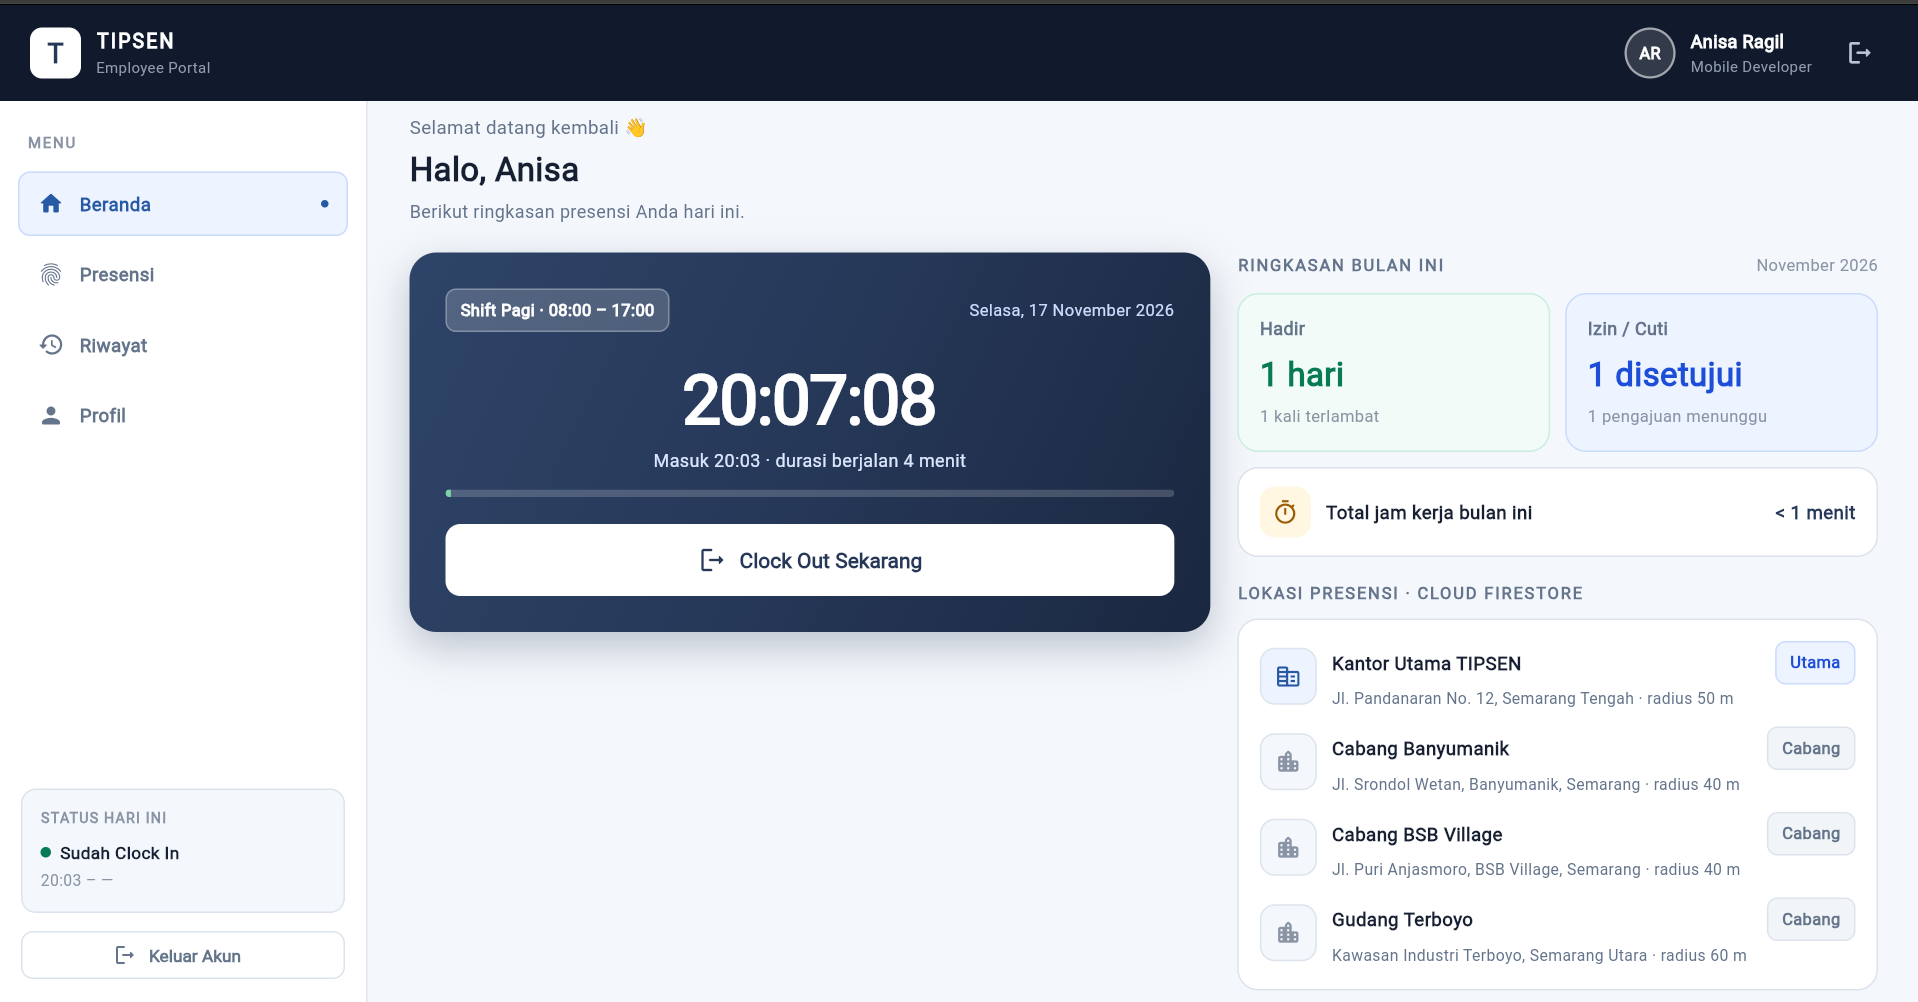 T
TIPSEN
Employee Portal
AR
Anisa Ragil
Mobile Developer
MENU
Beranda
Presensi
Riwayat
Profil
STATUS HARI INI
Sudah Clock In
20:03 – —
Keluar Akun
Selamat datang kembali 👋
Halo, Anisa
Berikut ringkasan presensi Anda hari ini.
Shift Pagi · 08:00 – 17:00
Selasa, 17 November 2026
20:07:08
Masuk 20:03 · durasi berjalan 4 menit
Clock Out Sekarang
RINGKASAN BULAN INI
November 2026
Hadir
1 hari
1 kali terlambat
Izin / Cuti
1 disetujui
1 pengajuan menunggu
Total jam kerja bulan ini
< 1 menit
LOKASI PRESENSI · CLOUD FIRESTORE
Kantor Utama TIPSEN
Utama
Jl. Pandanaran No. 12, Semarang Tengah · radius 50 m
Cabang Banyumanik
Cabang
Jl. Srondol Wetan, Banyumanik, Semarang · radius 40 m
Cabang BSB Village
Cabang
Jl. Puri Anjasmoro, BSB Village, Semarang · radius 40 m
Gudang Terboyo
Cabang
Kawasan Industri Terboyo, Semarang Utara · radius 60 m